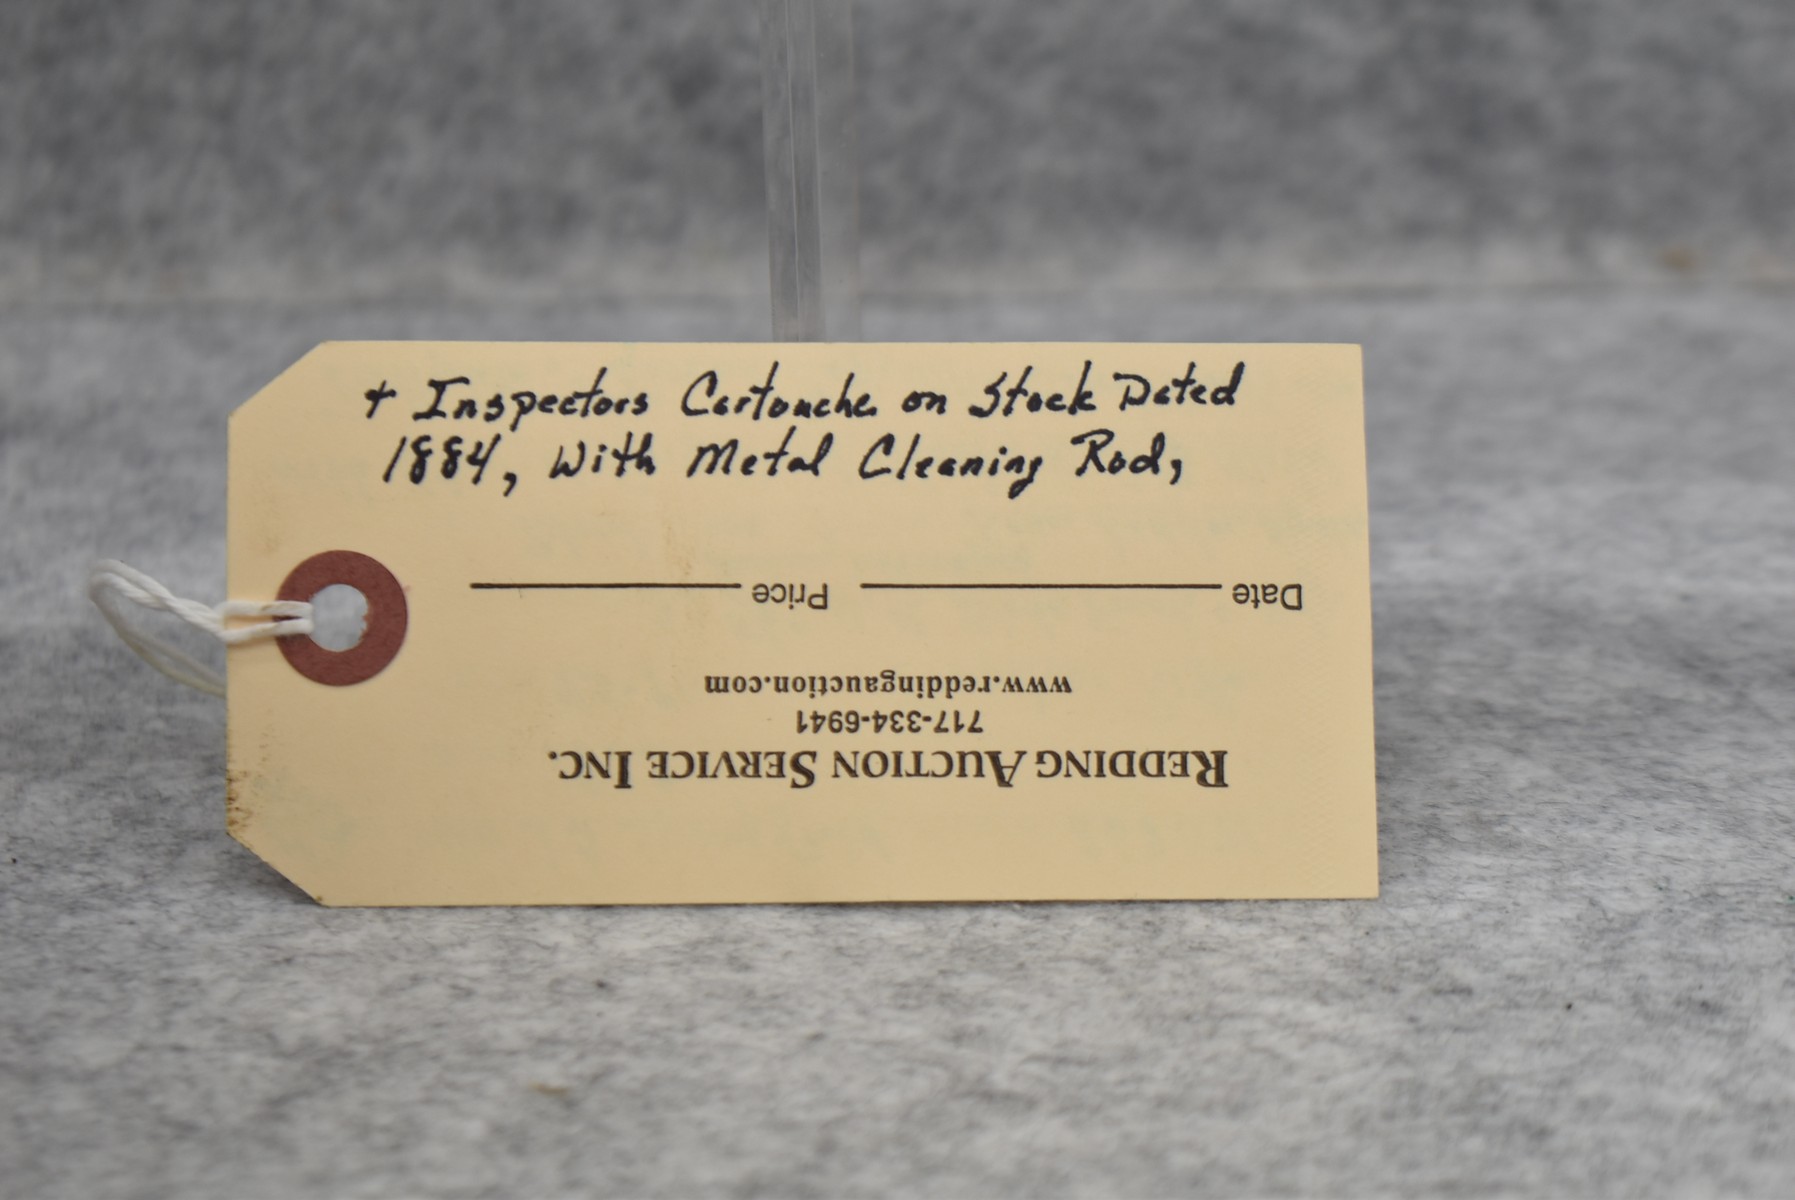 + Inspectors Cartouche on Stock Dated
1884, With Metal Cleaning Rod,
REDDING AUCTION SERVICE INC.
717-334-6941
www.reddingauction.com
Date Price